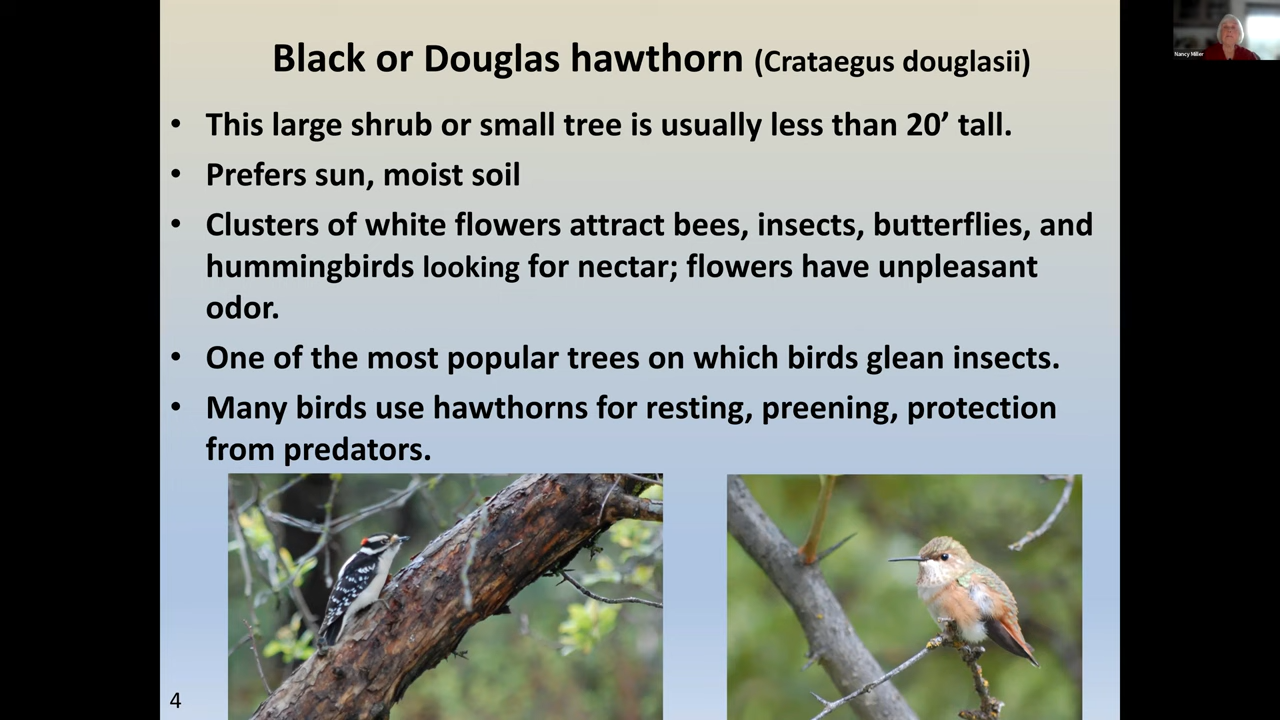 Black or Douglas hawthorn (Crataegus douglasii)
• This large shrub or small tree is usually less than 20’ tall.
• Prefers sun, moist soil
• Clusters of white flowers attract bees, insects, butterflies, and
hummingbirds looking for nectar; flowers have unpleasant
odor.
• One of the most popular trees on which birds glean insects.
• Many birds use hawthorns for resting, preening, protection
from predators.
4
Nancy Miller